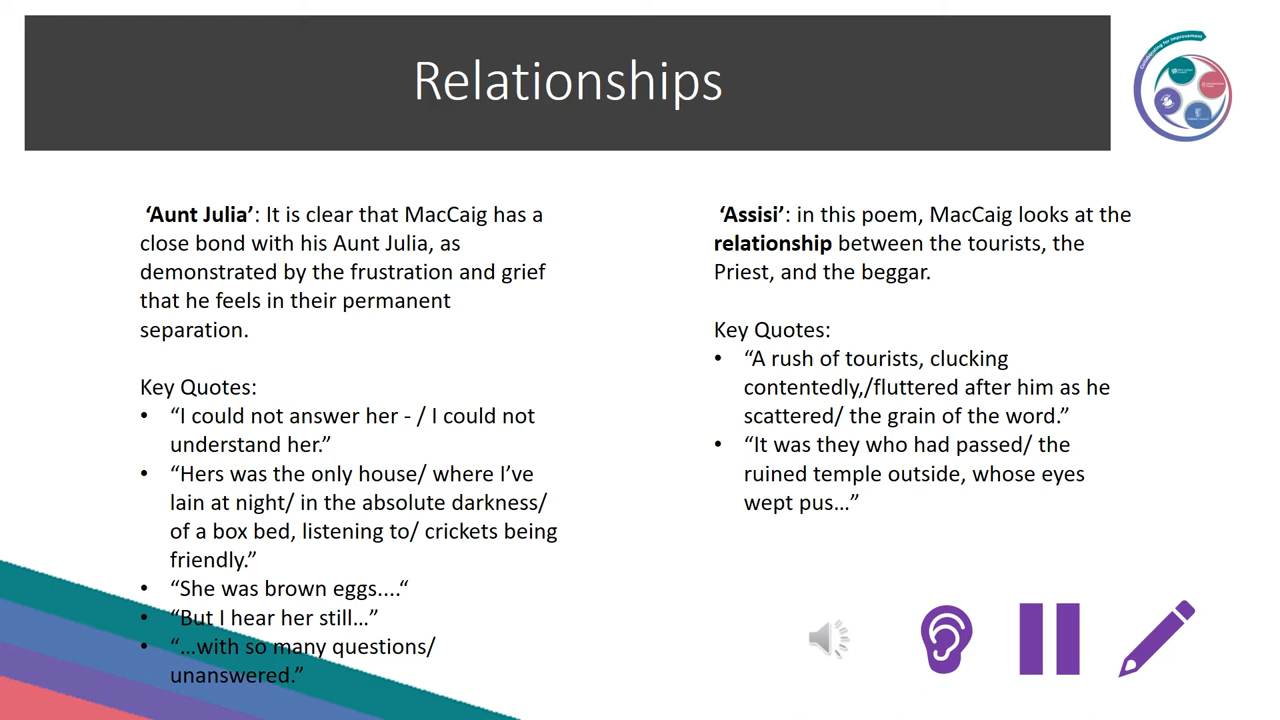 Relationships
Collaborating for Improvement
‘Aunt Julia’: It is clear that MacCaig has a
close bond with his Aunt Julia, as
demonstrated by the frustration and grief
that he feels in their permanent
separation.
Key Quotes:
• “I could not answer her - / I could not
understand her.”
• “Hers was the only house/ where I’ve
lain at night/ in the absolute darkness/
of a box bed, listening to/ crickets being
friendly.”
• “She was brown eggs....“
• “But I hear her still…”
• “…with so many questions/
unanswered.”
‘Assisi’: in this poem, MacCaig looks at the
relationship between the tourists, the
Priest, and the beggar.
Key Quotes:
• “A rush of tourists, clucking
contentedly,/fluttered after him as he
scattered/ the grain of the word.”
• “It was they who had passed/ the
ruined temple outside, whose eyes
wept pus…”